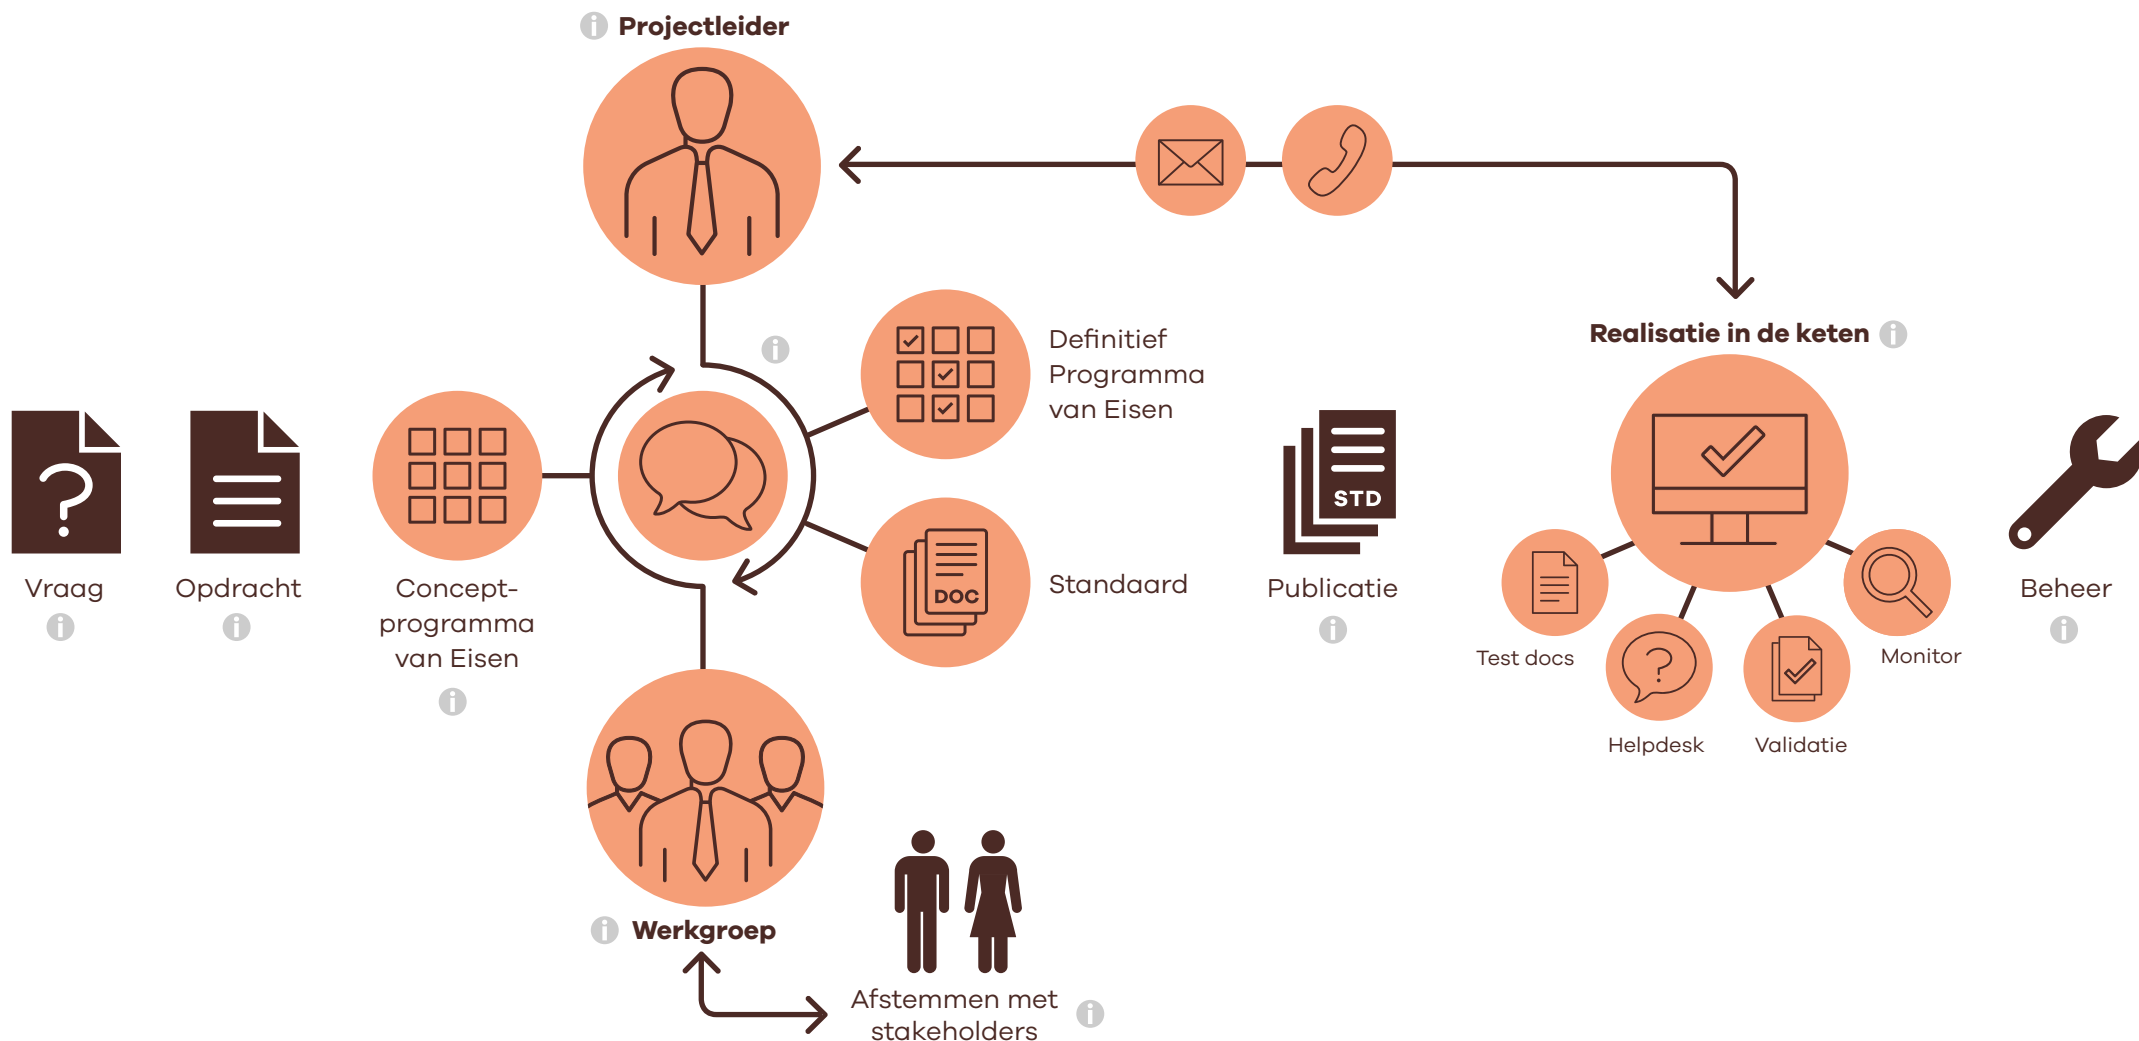 Projectleider
Definitief
Programma
van Eisen
Realisatie in de keten
STD
DOC
Vraag
Opdracht
Concept-
programma
van Eisen
Standaard
Publicatie
Test docs
Helpdesk
Validatie
Monitor
Beheer
Werkgroep
Afstemmen met
stakeholders